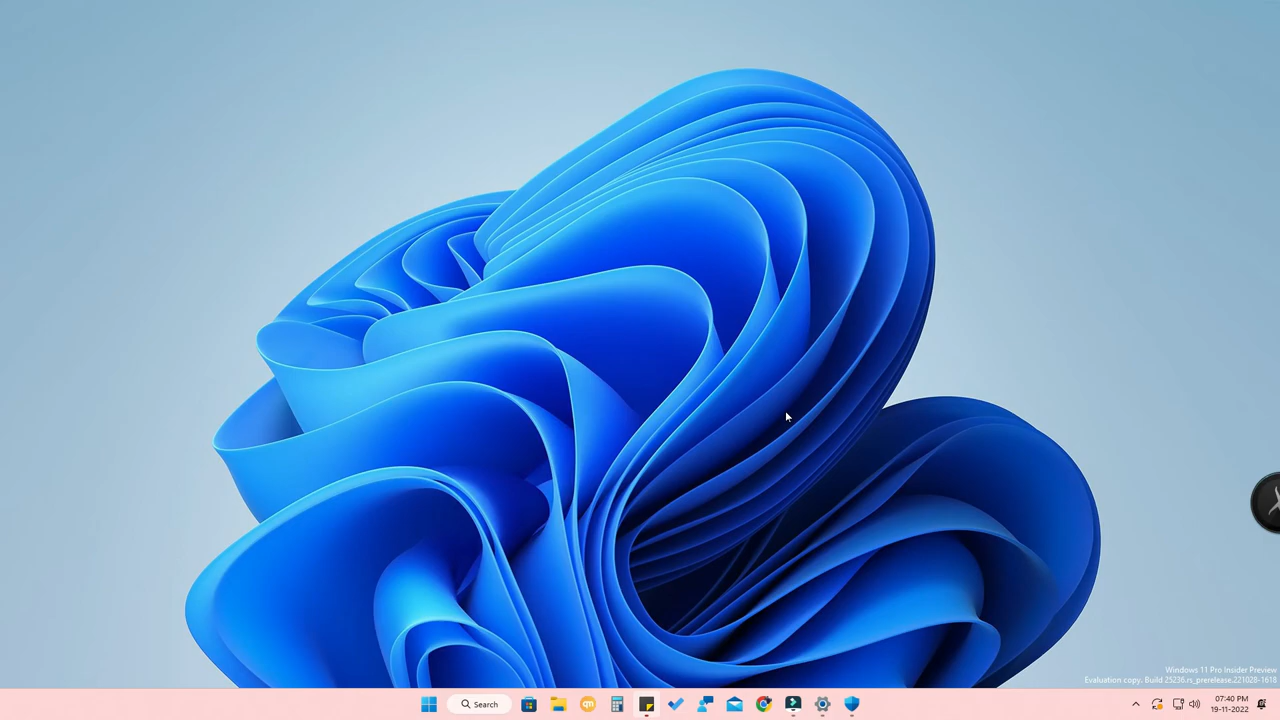 Windows 11 Pro Insider Preview
Evaluation copy. Build 25236.rs_prerelease.221028-1618
Search
qn
07:40 PM
19-11-2022